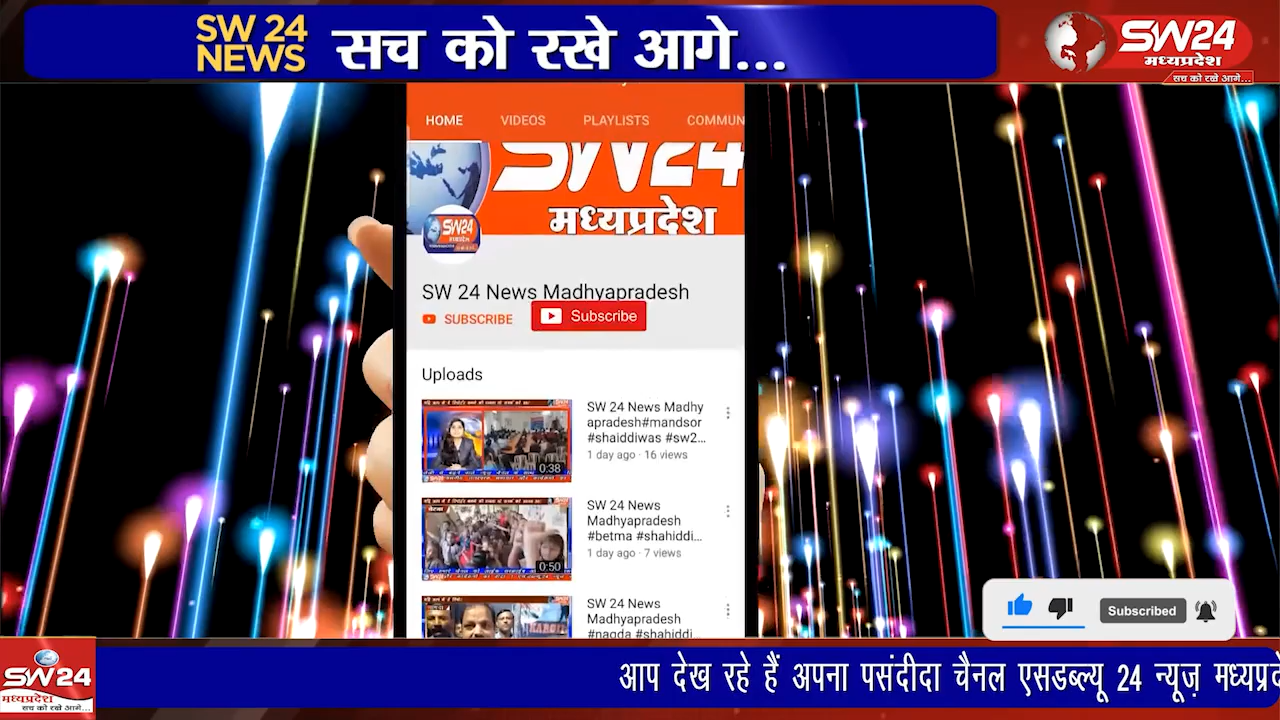 SW 24
NEWS
सच को रखे आगे...
SW24
मध्यप्रदेश
सच को रखे आगे...
HOME VIDEOS PLAYLISTS COMMUN
SW24
मध्यप्रदेश
SW24
SW 24 News Madhyapradesh
SUBSCRIBE
Subscribe
Uploads
SW 24 News Madhy
apradesh#mandsor
#shaiddiwas #sw2...
1 day ago · 16 views
0:38
SW 24 News
Madhyapradesh
#betma #shahiddi...
1 day ago · 7 views
0:50
SW 24 News
Madhyapradesh
#nagda #shahiddi...
Subscribed
SW24
मध्यप्रदेश
सच को रखे आगे...
आप देख रहे हैं अपना पसंदीदा चैनल एसडब्ल्यू 24 न्यूज़ मध्यप्रदे